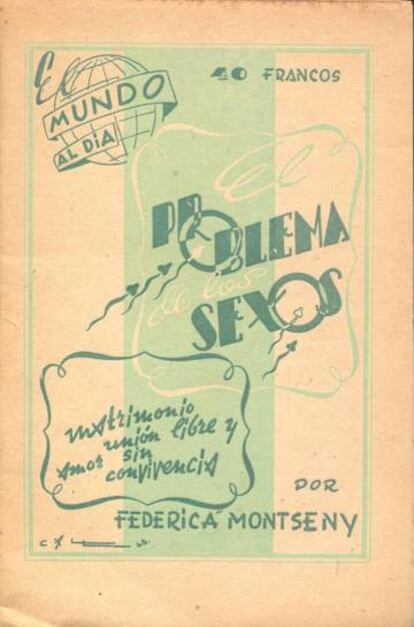 El
MUNDO
AL DÍA
40 FRANCOS
El
PROBLEMA
de los
SEXOS
matrimonio
unión libre y
amor sin
convivencia
POR
FEDERICA MONTSENY